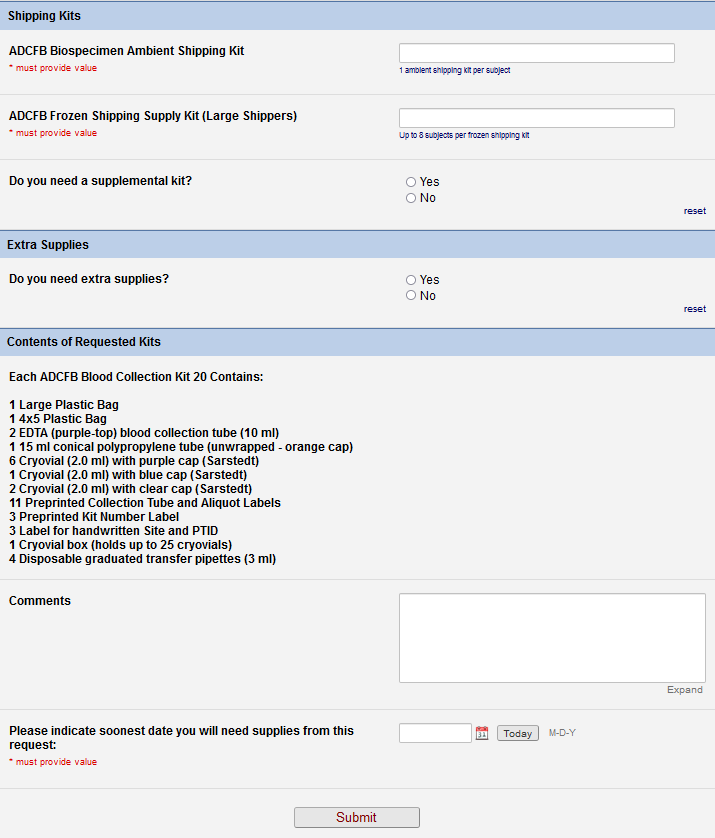 Shipping Kits
ADCFB Biospecimen Ambient Shipping Kit
* must provide value
1 ambient shipping kit per subject
ADCFB Frozen Shipping Supply Kit (Large Shippers)
* must provide value
Up to 8 subjects per frozen shipping kit
Do you need a supplemental kit?
Yes
No
reset
Extra Supplies
Do you need extra supplies?
Yes
No
reset
Contents of Requested Kits
Each ADCFB Blood Collection Kit 20 Contains:
1 Large Plastic Bag
1 4x5 Plastic Bag
2 EDTA (purple-top) blood collection tube (10 ml)
1 15 ml conical polypropylene tube (unwrapped - orange cap)
6 Cryovial (2.0 ml) with purple cap (Sarstedt)
1 Cryovial (2.0 ml) with blue cap (Sarstedt)
2 Cryovial (2.0 ml) with clear cap (Sarstedt)
11 Preprinted Collection Tube and Aliquot Labels
3 Preprinted Kit Number Label
3 Label for handwritten Site and PTID
1 Cryovial box (holds up to 25 cryovials)
4 Disposable graduated transfer pipettes (3 ml)
Comments
Expand
Please indicate soonest date you will need supplies from this
request:
* must provide value
31 Today M-D-Y
Submit